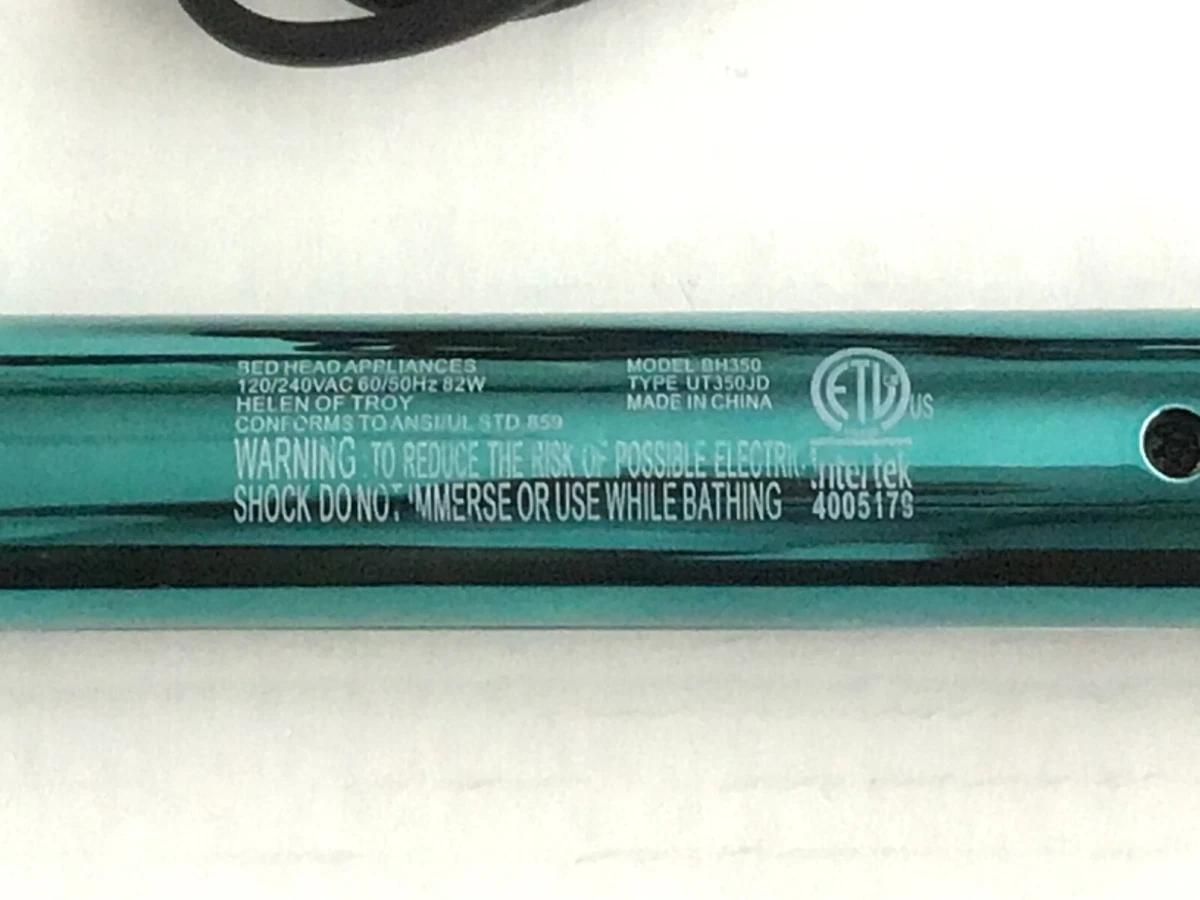 BED HEAD APPLIANCES
120/240VAC 60/50Hz 82W
HELEN OF TROY
CONFORMS TO ANSI/UL STD.859
WARNING: TO REDUCE THE RISK OF POSSIBLE ELECTRIC
SHOCK DO NOT IMMERSE OR USE WHILE BATHING
MODEL BH350
TYPE UT350JD
MADE IN CHINA
ETL
US
Intertek
4005179